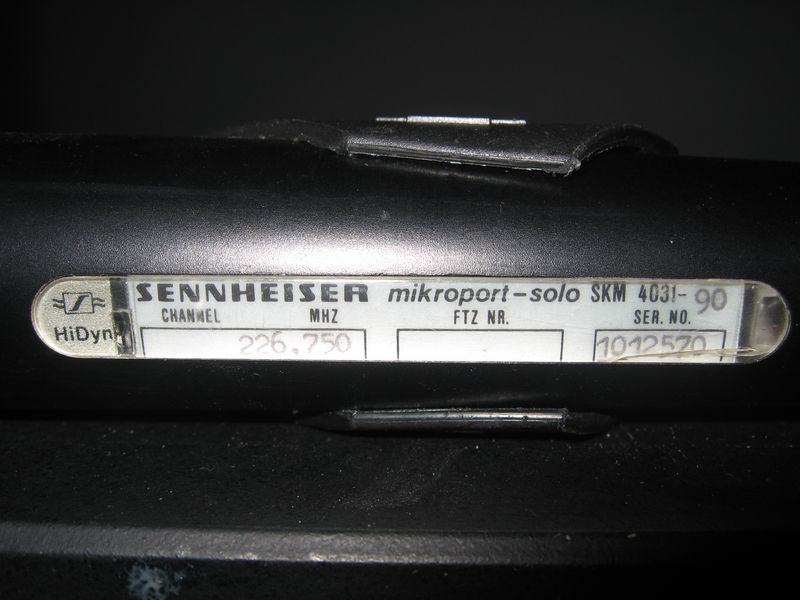 SENNHEISER mikroport-solo SKM 4031-90
HiDyn
CHANNEL MHZ FTZ NR. SER. NO.
226.750 1012570